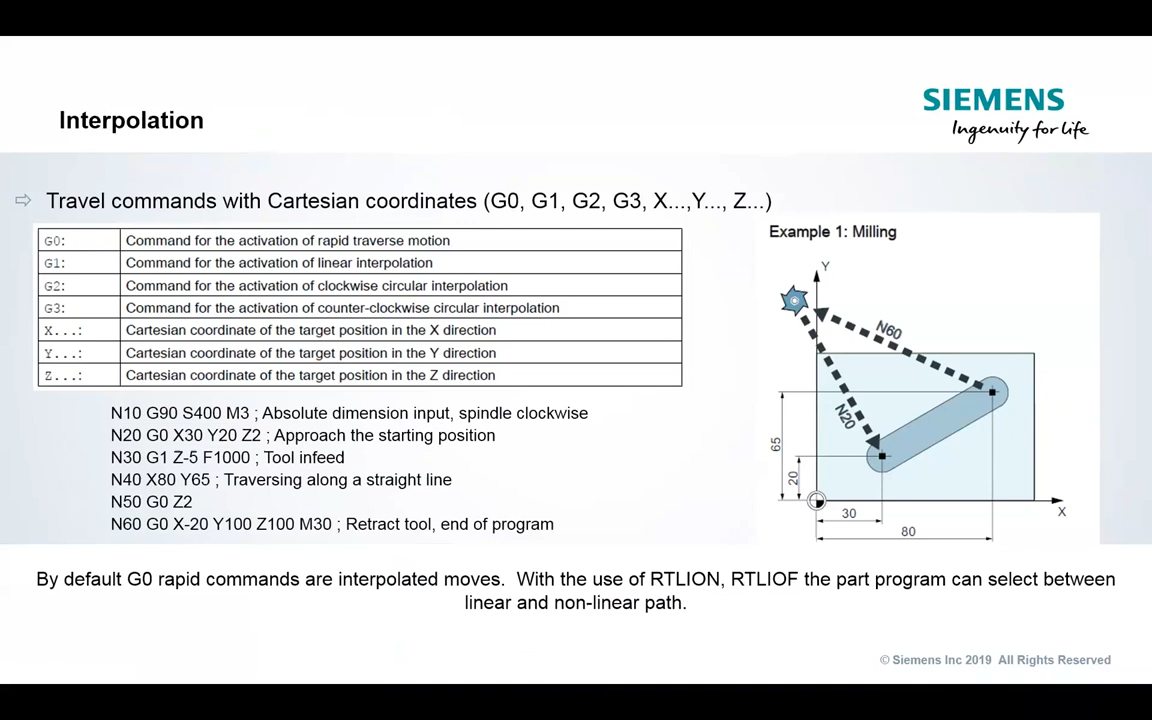 SIEMENS
Ingenuity for life
Interpolation
Travel commands with Cartesian coordinates (G0, G1, G2, G3, X...,Y..., Z...)
G0: Command for the activation of rapid traverse motion
G1: Command for the activation of linear interpolation
G2: Command for the activation of clockwise circular interpolation
G3: Command for the activation of counter-clockwise circular interpolation
X...: Cartesian coordinate of the target position in the X direction
Y...: Cartesian coordinate of the target position in the Y direction
Z...: Cartesian coordinate of the target position in the Z direction
N10 G90 S400 M3 ; Absolute dimension input, spindle clockwise
N20 G0 X30 Y20 Z2 ; Approach the starting position
N30 G1 Z-5 F1000 ; Tool infeed
N40 X80 Y65 ; Traversing along a straight line
N50 G0 Z2
N60 G0 X-20 Y100 Z100 M30 ; Retract tool, end of program
Example 1: Milling
Y
N60
N20
65
20
X
30
80
By default G0 rapid commands are interpolated moves. With the use of RTLION, RTLIOF the part program can select between
linear and non-linear path.
© Siemens Inc 2019 All Rights Reserved